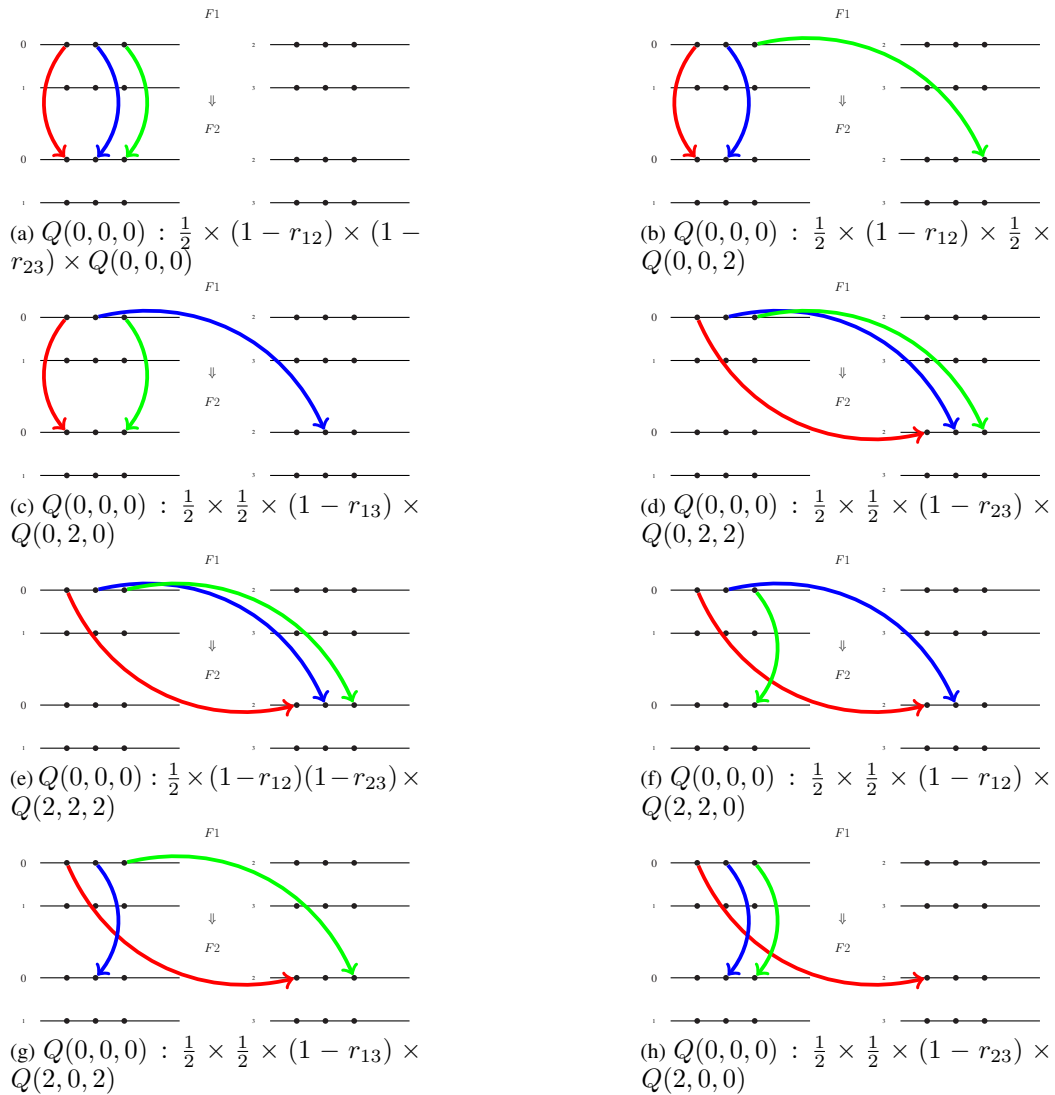 F1
0 2
1 3
⇓
F2
0 2
1 3
(a) Q(0, 0, 0) : 1/2 × (1 − r12) × (1 −
r23) × Q(0, 0, 0)
F1
0 2
1 3
⇓
F2
0 2
1 3
(b) Q(0, 0, 0) : 1/2 × (1 − r12) × 1/2 ×
Q(0, 0, 2)
F1
0 2
1 3
⇓
F2
0 2
1 3
(c) Q(0, 0, 0) : 1/2 × 1/2 × (1 − r13) ×
Q(0, 2, 0)
F1
0 2
1 3
⇓
F2
0 2
1 3
(d) Q(0, 0, 0) : 1/2 × 1/2 × (1 − r23) ×
Q(0, 2, 2)
F1
0 2
1 3
⇓
F2
0 2
1 3
(e) Q(0, 0, 0) : 1/2 × (1−r12)(1−r23) ×
Q(2, 2, 2)
F1
0 2
1 3
⇓
F2
0 2
1 3
(f) Q(0, 0, 0) : 1/2 × 1/2 × (1 − r12) ×
Q(2, 2, 0)
F1
0 2
1 3
⇓
F2
0 2
1 3
(g) Q(0, 0, 0) : 1/2 × 1/2 × (1 − r13) ×
Q(2, 0, 2)
F1
0 2
1 3
⇓
F2
0 2
1 3
(h) Q(0, 0, 0) : 1/2 × 1/2 × (1 − r23) ×
Q(2, 0, 0)